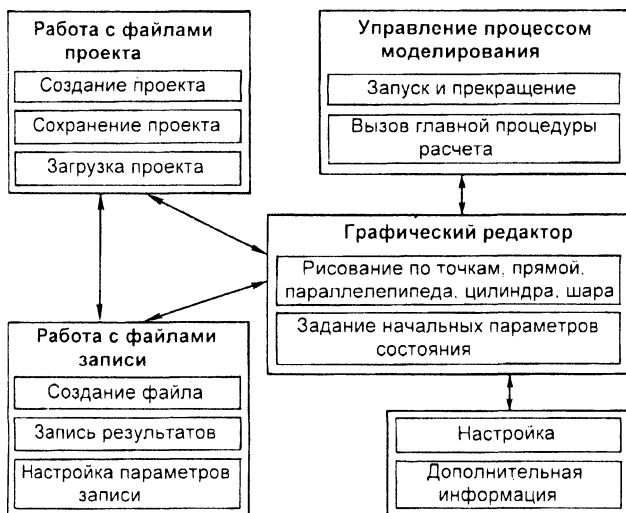 Работа с файлами
проекта
Создание проекта
Сохранение проекта
Загрузка проекта
Управление процессом
моделирования
Запуск и прекращение
Вызов главной процедуры
расчета
Графический редактор
Рисование по точкам, прямой,
параллелепипеда, цилиндра, шара
Задание начальных параметров
состояния
Работа с файлами
записи
Создание файла
Запись результатов
Настройка параметров
записи
Настройка
Дополнительная
информация